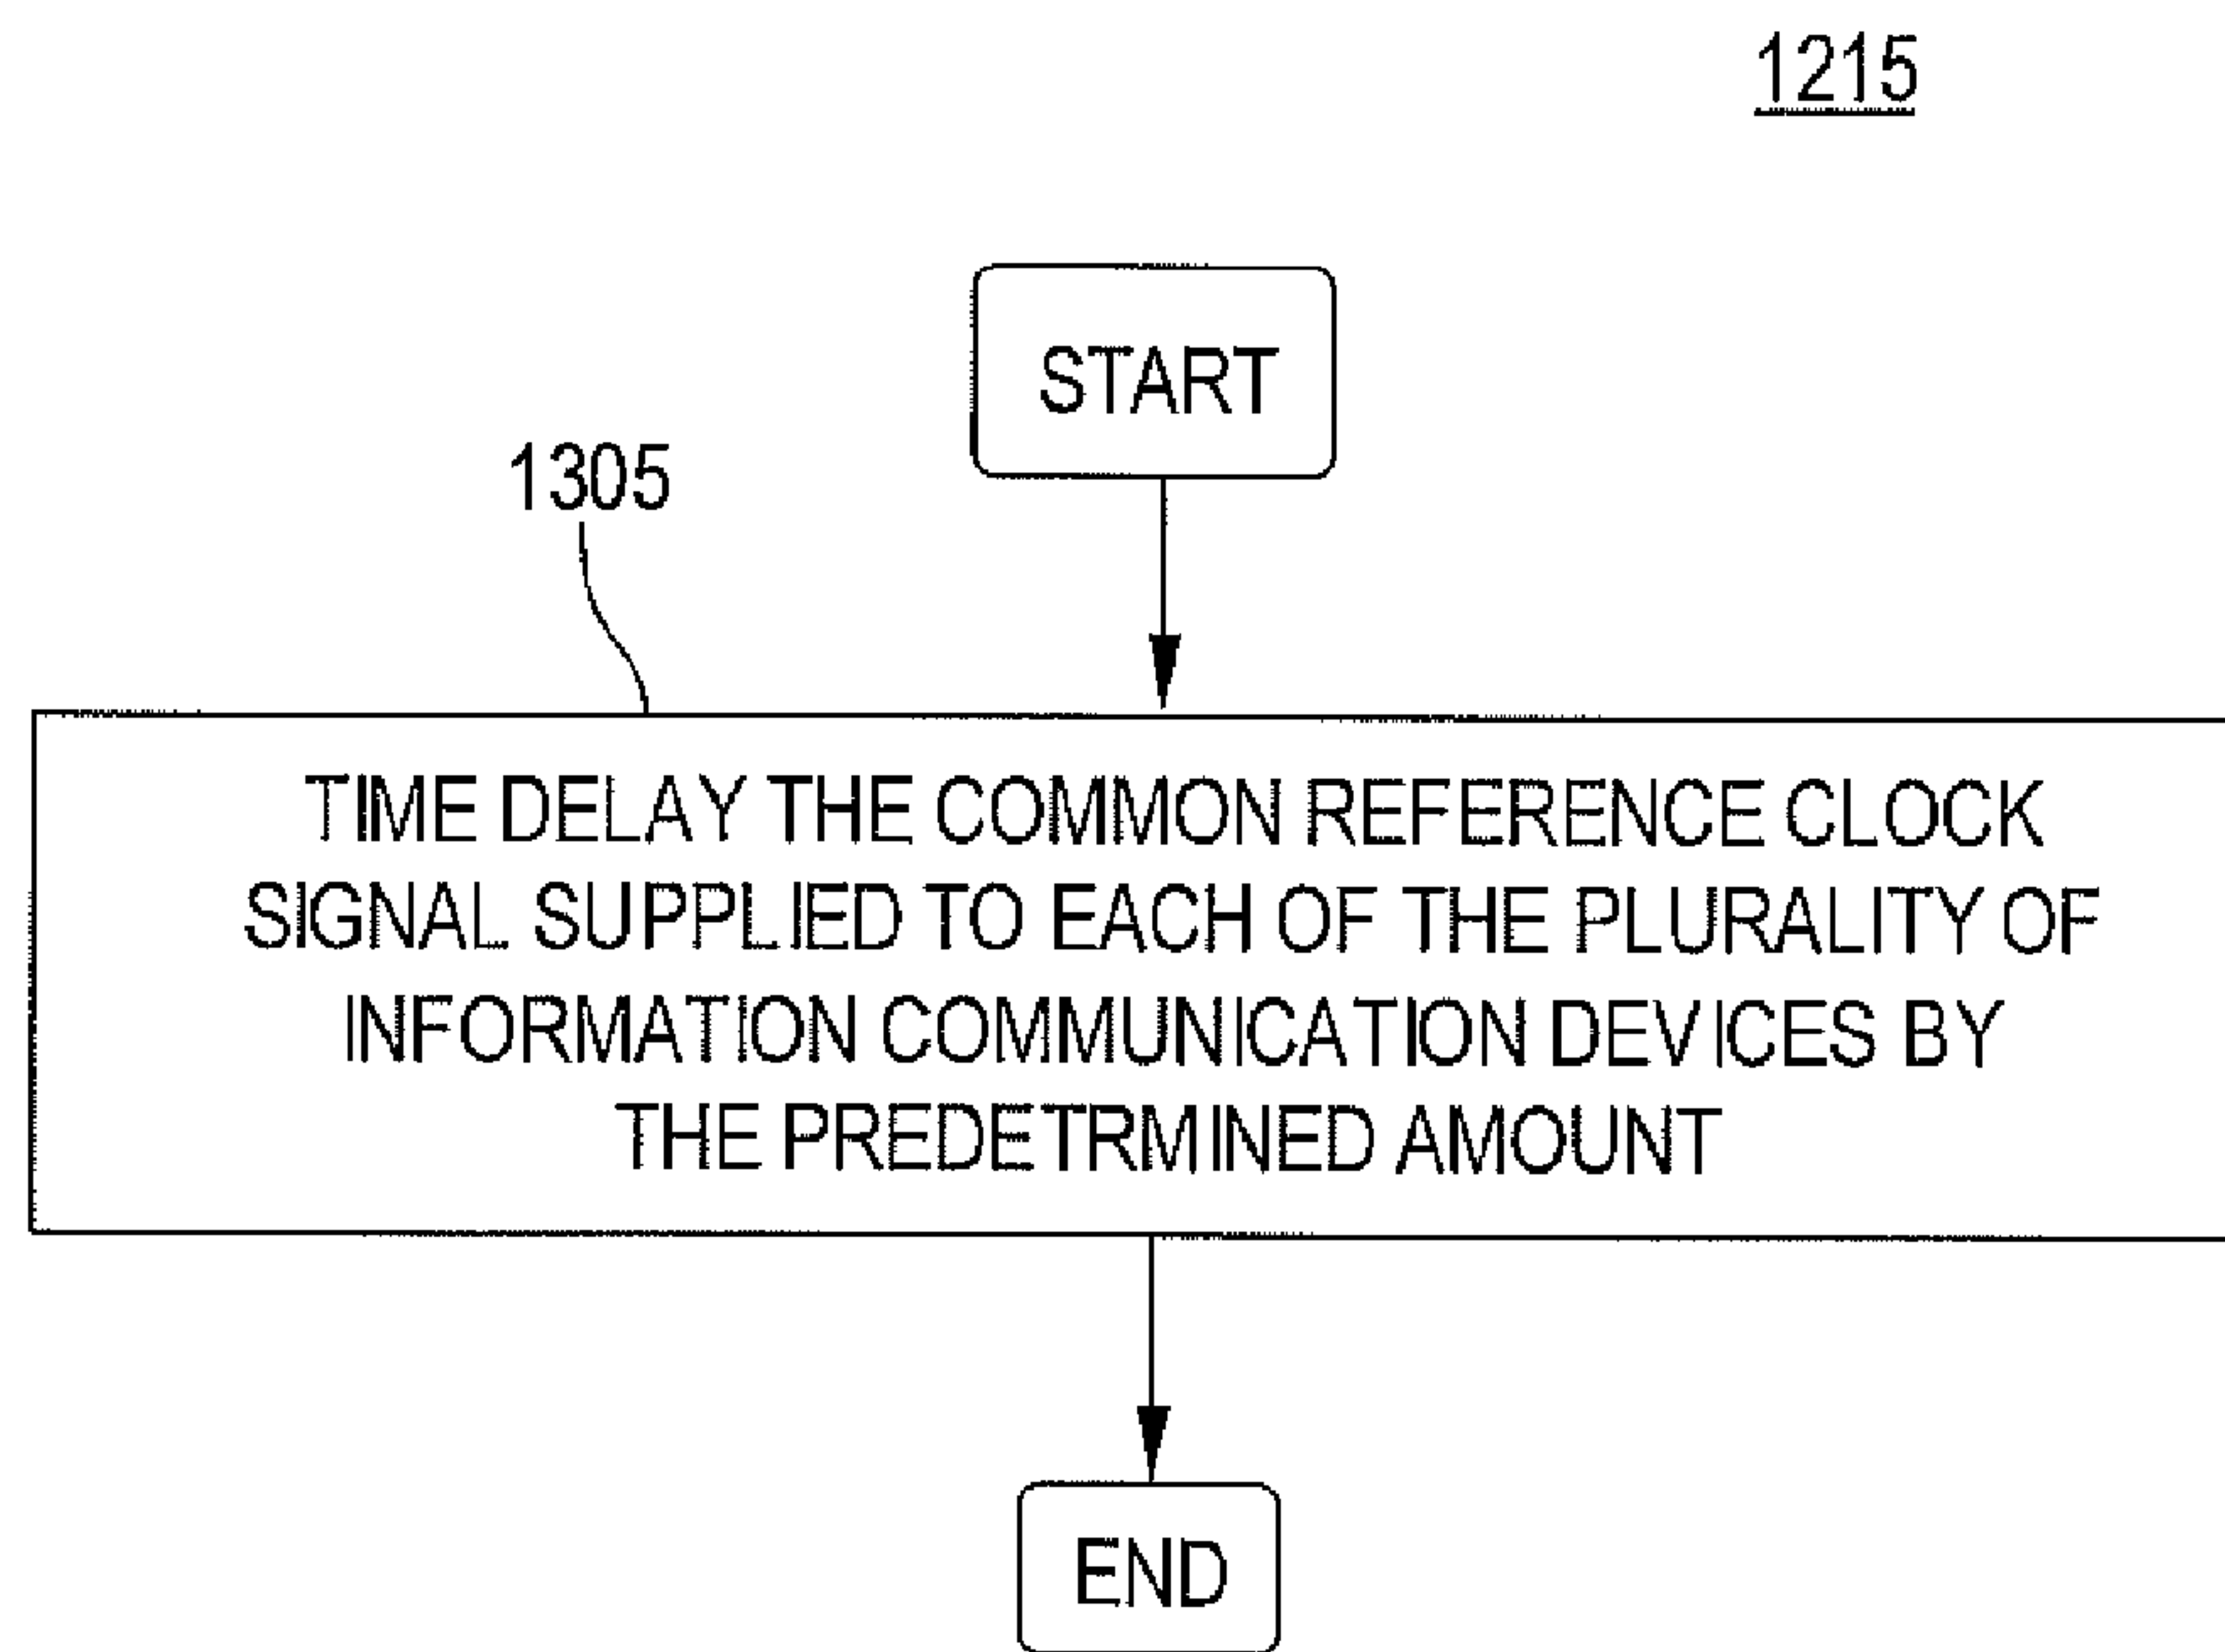 1215
START
1305
TIME DELAY THE COMMON REFERENCE CLOCK
SIGNAL SUPPLIED TO EACH OF THE PLURALITY OF
INFORMATION COMMUNICATION DEVICES BY
THE PREDETRMINED AMOUNT
END